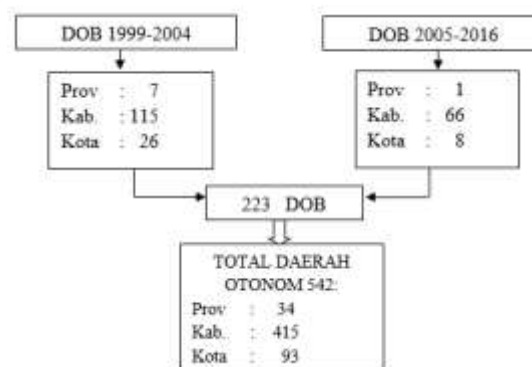 DOB 1999-2004
Prov : 7
Kab. : 115
Kota : 26
DOB 2005-2016
Prov : 1
Kab. : 66
Kota : 8
223 DOB
TOTAL DAERAH
OTONOM 542:
Prov : 34
Kab. : 415
Kota : 93